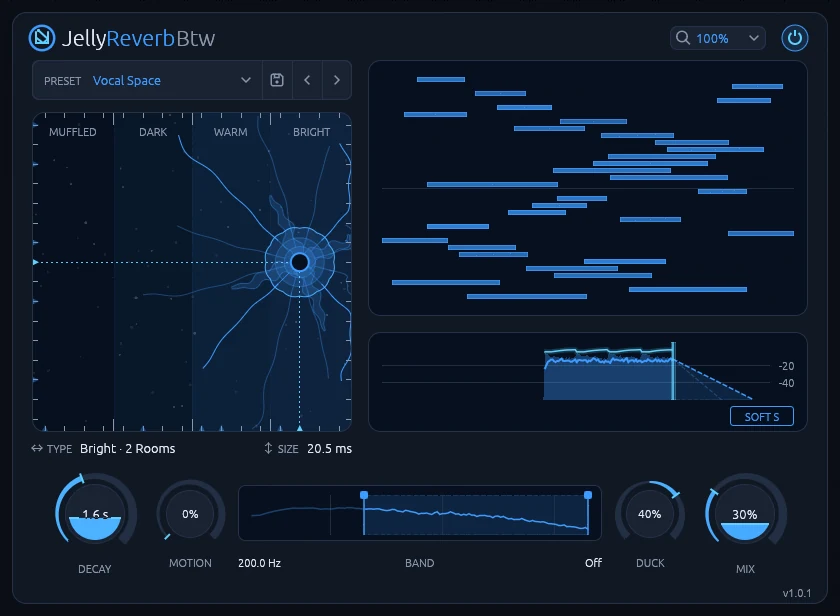 JellyReverbBtw
100%
PRESET Vocal Space
MUFFLED DARK WARM BRIGHT
-20
-40
SOFT S
TYPE Bright · 2 Rooms SIZE 20.5 ms
1.6 s 0% 40% 30%
200.0 Hz BAND Off
DECAY MOTION DUCK MIX
v1.0.1